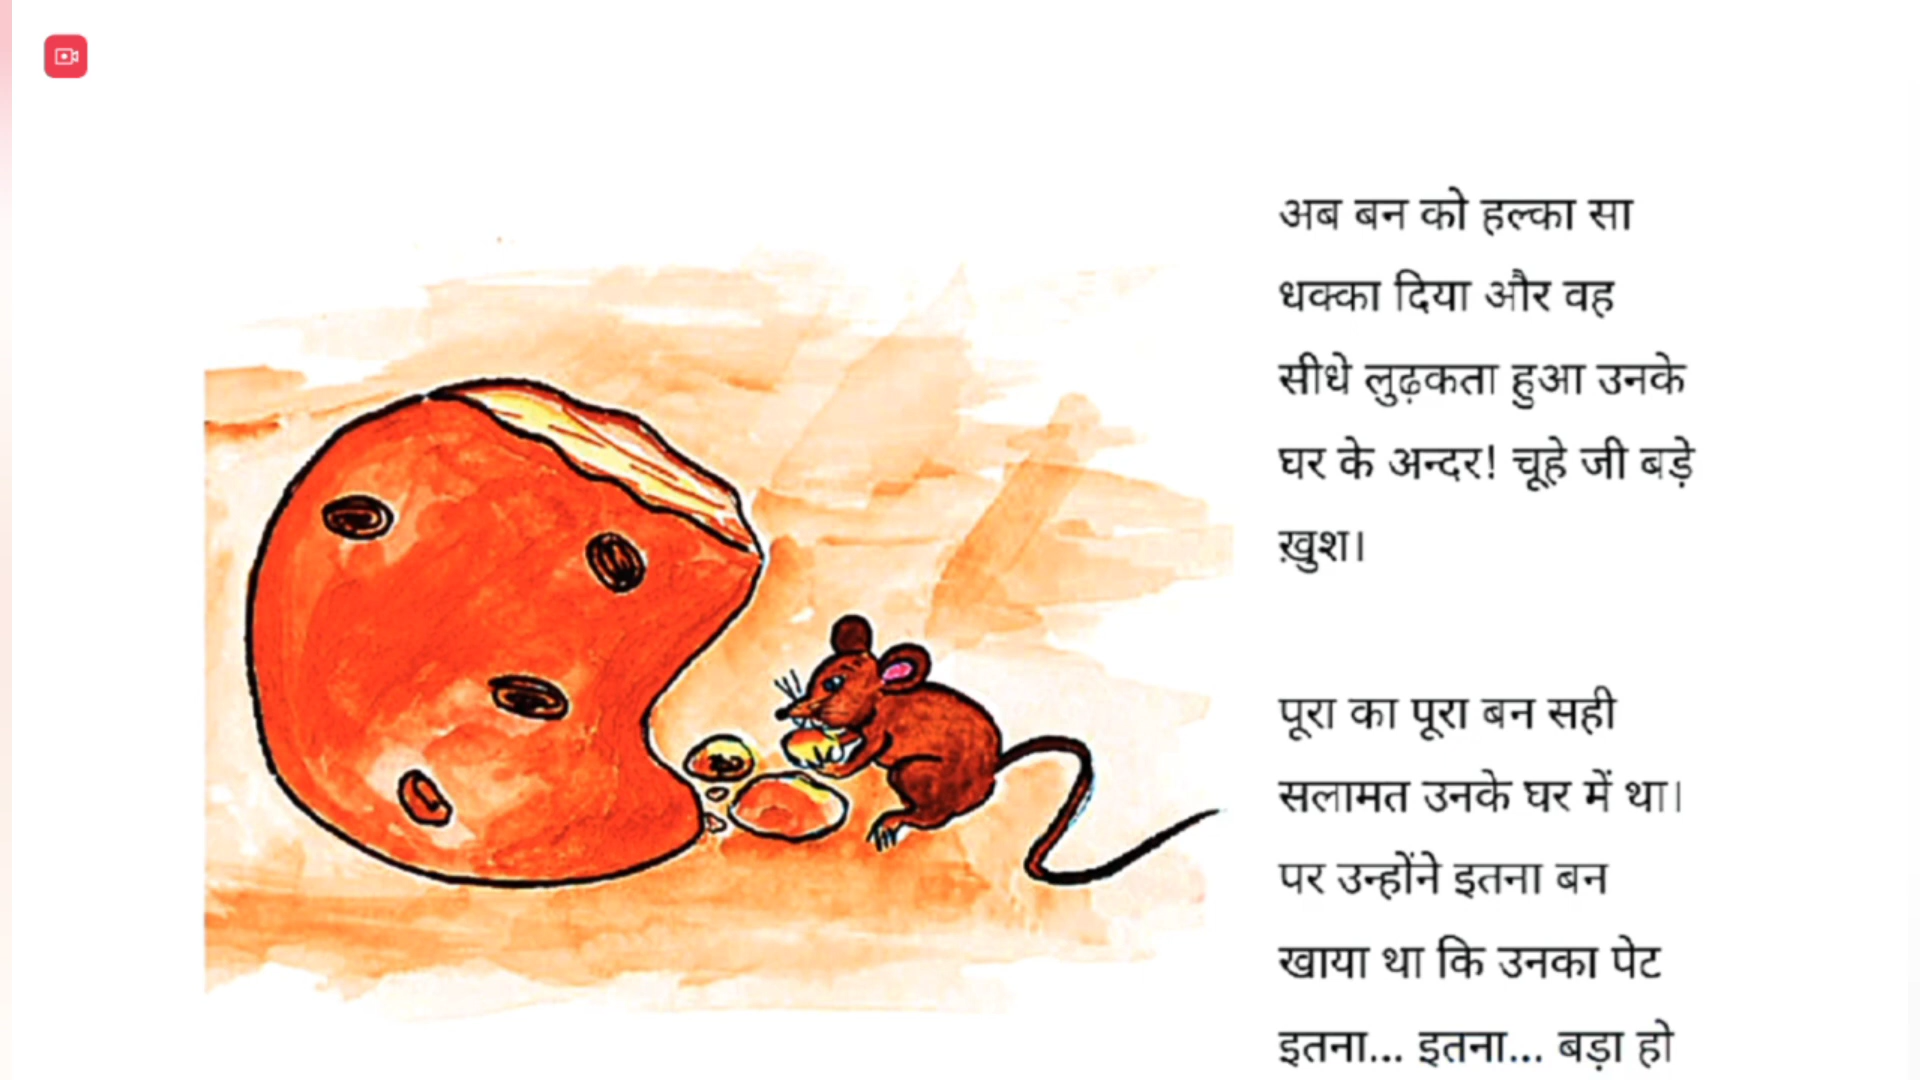 अब बन को हल्का सा
धक्का दिया और वह
सीधे लुढ़कता हुआ उनके
घर के अन्दर! चूहे जी बड़े
ख़ुश।
पूरा का पूरा बन सही
सलामत उनके घर में था।
पर उन्होंने इतना बन
खाया था कि उनका पेट
इतना... इतना... बड़ा हो